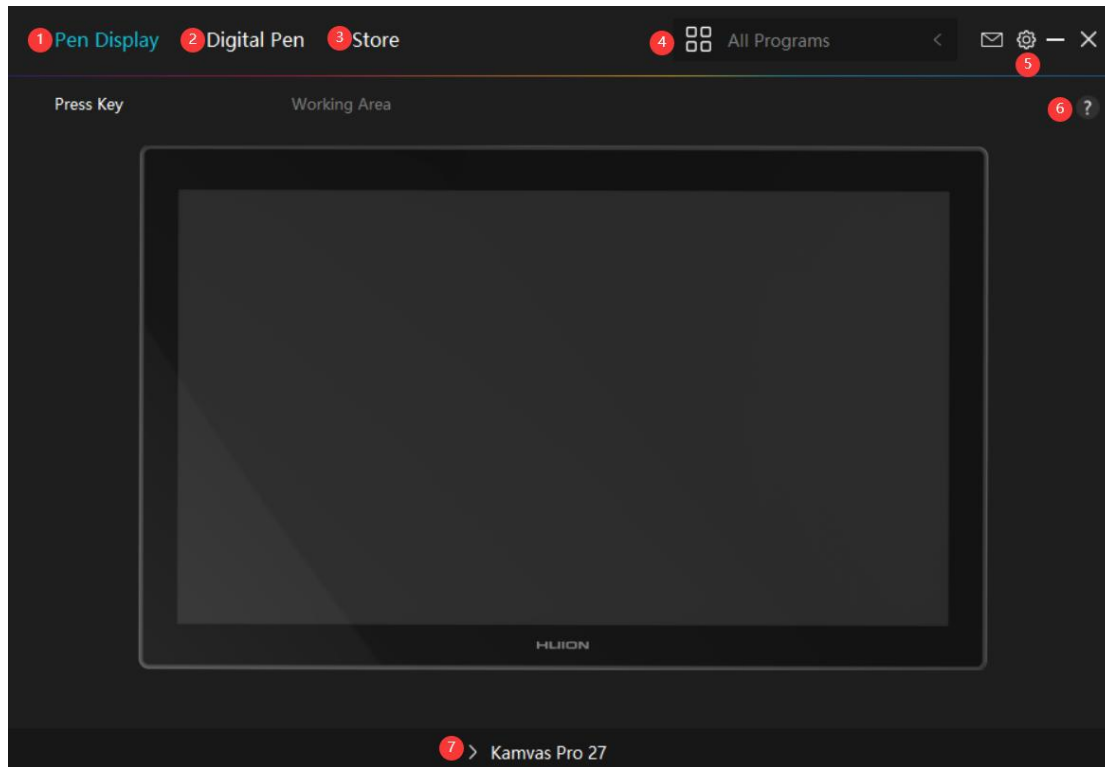 1 Pen Display 2 Digital Pen 3 Store 4 All Programs
5
Press Key Working Area 6 ?
HUION
7 Kamvas Pro 27